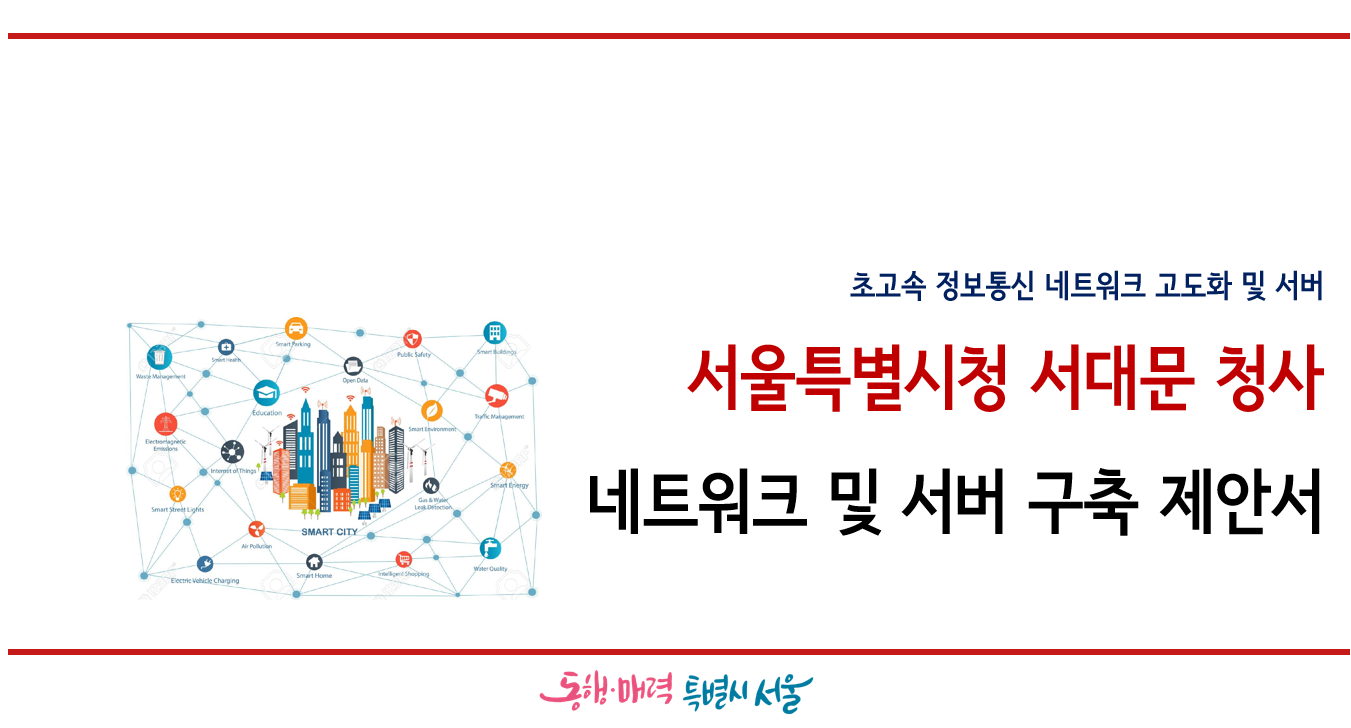 초고속 정보통신 네트워크 고도화 및 서버
서울특별시청 서대문 청사
네트워크 및 서버 구축 제안서
Smart Parking
Public Safety
Smart Buildings
Smart Health
Waste Management
Open Data
Education
Traffic Management
Smart Environment
Electromagnetic
Emissions
Internet of Things
Smart Energy
Gas & Water
Leak Detection
Smart Street Lights
SMART CITY
Air Pollution
Water Quality
Electric Vehicle Charging
Smart Home
Intelligent Shopping
동행·매력 특별시 서울